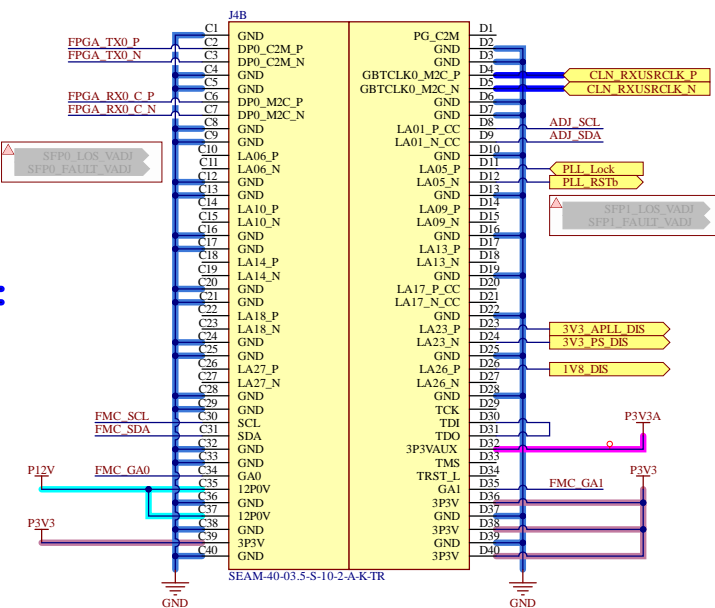 J4B
C1 GND PG_C2M D1
FPGA_TX0_P C2 DP0_C2M_P GND D2
FPGA_TX0_N C3 DP0_C2M_N GND D3
C4 GND GBTCLK0_M2C_P D4 CLN_RXUSRCLK_P
C5 GND GBTCLK0_M2C_N D5 CLN_RXUSRCLK_N
FPGA_RX0_C_P C6 DP0_M2C_P GND D6
FPGA_RX0_C_N C7 DP0_M2C_N GND D7
C8 GND LA01_P_CC D8 ADJ_SCL
C9 GND LA01_N_CC D9 ADJ_SDA
SFP0_LOS_VADJ C10 LA06_P GND D10
SFP0_FAULT_VADJ C11 LA06_N LA05_P D11 PLL_Lock
C12 GND LA05_N D12 PLL_RSTb
C13 GND GND D13
C14 LA10_P LA09_P D14 SFP1_LOS_VADJ
C15 LA10_N LA09_N D15 SFP1_FAULT_VADJ
C16 GND GND D16
C17 GND LA13_P D17
C18 LA14_P LA13_N D18
C19 LA14_N GND D19
C20 GND LA17_P_CC D20
C21 GND LA17_N_CC D21
C22 LA18_P GND D22
C23 LA18_N LA23_P D23 3V3_APLL_DIS
C24 GND LA23_N D24 3V3_PS_DIS
C25 GND GND D25
C26 LA27_P LA26_P D26 1V8_DIS
C27 LA27_N LA26_N D27
C28 GND GND D28
C29 GND TCK D29
FMC_SCL C30 SCL TDI D30 P3V3A
FMC_SDA C31 SDA TDO D31
C32 GND 3P3VAUX D32
C33 GND TMS D33
P12V FMC_GA0 C34 GA0 TRST_L D34 P3V3
C35 12P0V GA1 D35 FMC_GA1
C36 GND 3P3V D36
C37 12P0V GND D37
P3V3 C38 GND 3P3V D38
C39 3P3V GND D39
C40 GND 3P3V D40
SEAM-40-03.5-S-10-2-A-K-TR
GND GND